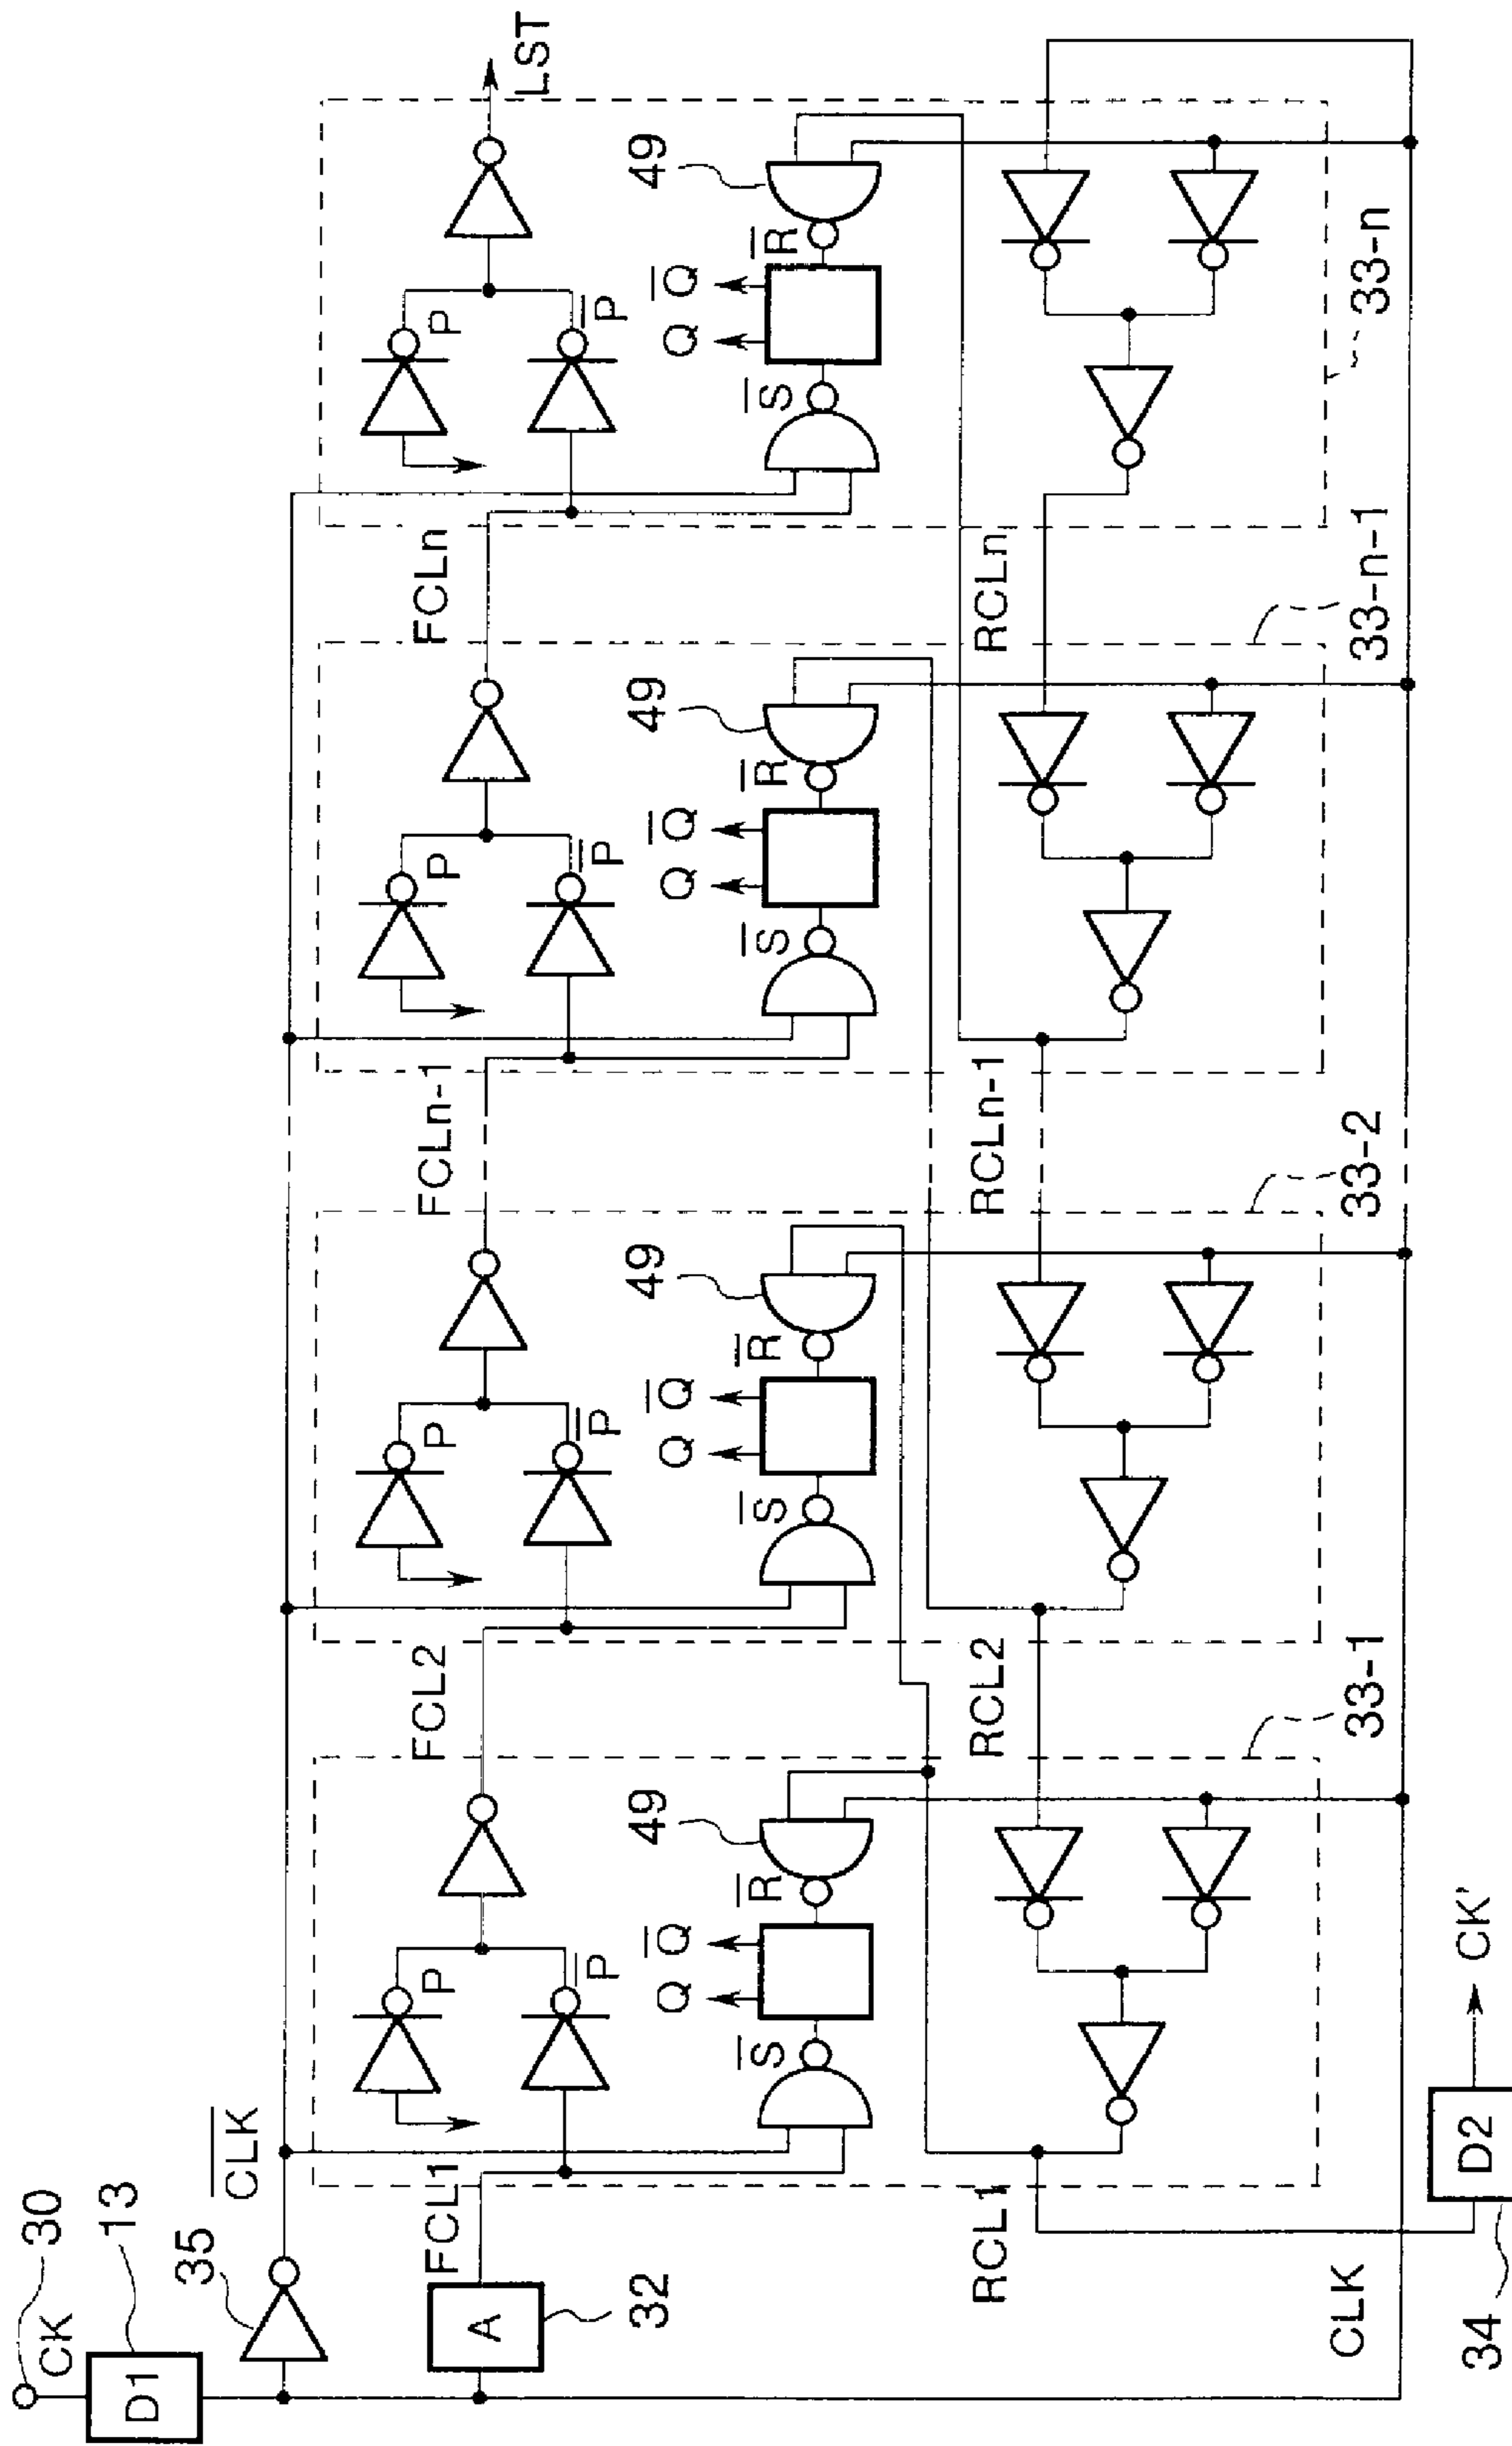 30
CK
13
D1
35
C̅L̅K̅
A
32
FCL1
FCL2
FCLn-1
FCLn
LST
P
P̅
P
P̅
P
P̅
P
P̅
S̅
Q
Q̅
R̅
49
S̅
Q
Q̅
R̅
49
S̅
Q
Q̅
R̅
49
S̅
Q
Q̅
R̅
49
RCL1
RCL2
RCLn-1
RCLn
33-1
33-2
33-n-1
33-n
CLK
34
D2
CK'